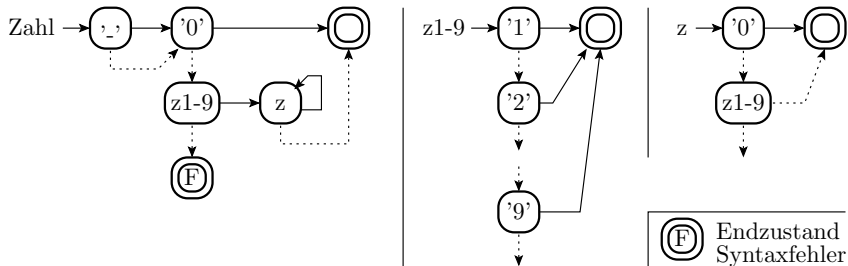 Zahl '-' '0'
z1-9 z
F
z1-9 '1'
'2'
'9'
z '0'
z1-9
F Endzustand
Syntaxfehler